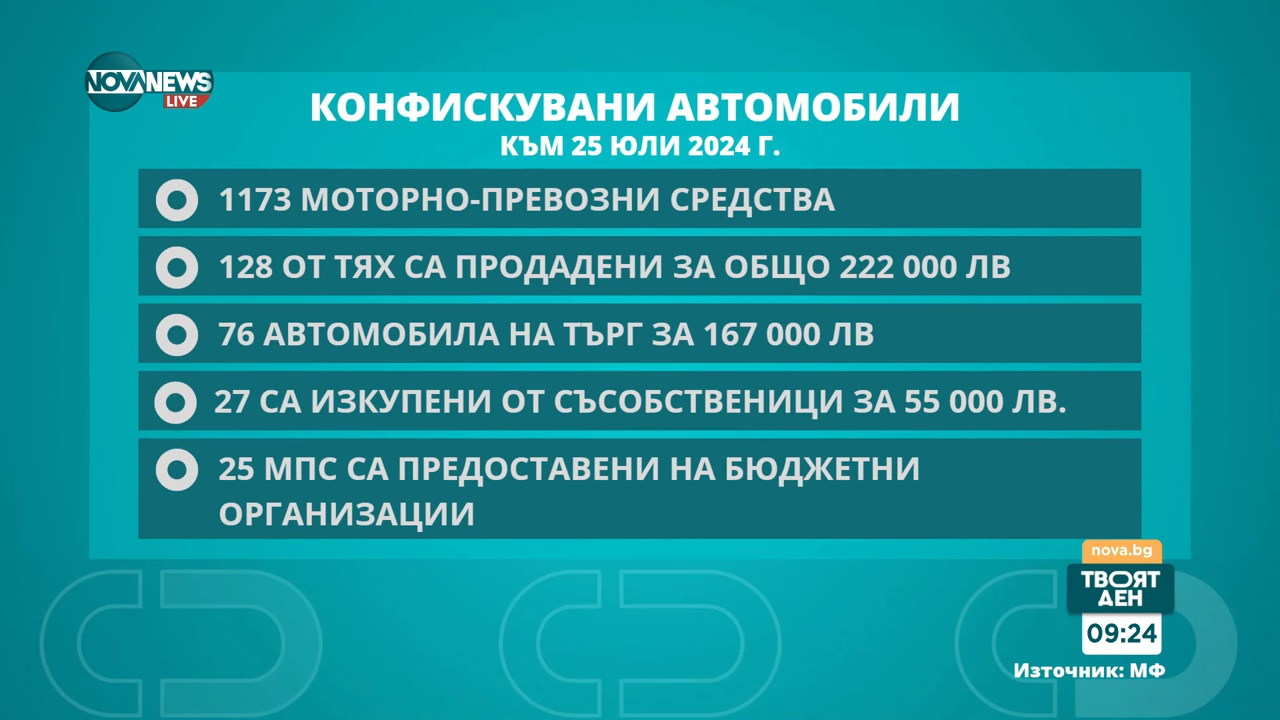 NOVANEWS
LIVE
КОНФИСКУВАНИ АВТОМОБИЛИ
КЪМ 25 ЮЛИ 2024 Г.
1173 МОТОРНО-ПРЕВОЗНИ СРЕДСТВА
128 ОТ ТЯХ СА ПРОДАДЕНИ ЗА ОБЩО 222 000 ЛВ
76 АВТОМОБИЛА НА ТЪРГ ЗА 167 000 ЛВ
27 СА ИЗКУПЕНИ ОТ СЪСОБСТВЕНИЦИ ЗА 55 000 ЛВ.
25 МПС СА ПРЕДОСТАВЕНИ НА БЮДЖЕТНИ
ОРГАНИЗАЦИИ
nova.bg
ТВОЯТ
ДЕН
09:24
Източник: МФ